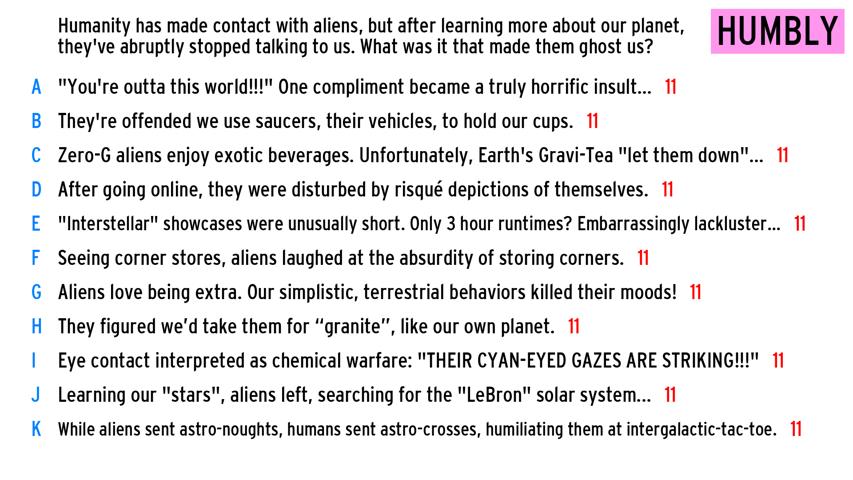 Humanity has made contact with aliens, but after learning more about our planet,
they've abruptly stopped talking to us. What was it that made them ghost us?
HUMBLY
A "You're outta this world!!!" One compliment became a truly horrific insult... 11
B They're offended we use saucers, their vehicles, to hold our cups. 11
C Zero-G aliens enjoy exotic beverages. Unfortunately, Earth's Gravi-Tea "let them down"... 11
D After going online, they were disturbed by risqué depictions of themselves. 11
E "Interstellar" showcases were unusually short. Only 3 hour runtimes? Embarrassingly lackluster... 11
F Seeing corner stores, aliens laughed at the absurdity of storing corners. 11
G Aliens love being extra. Our simplistic, terrestrial behaviors killed their moods! 11
H They figured we’d take them for “granite”, like our own planet. 11
I Eye contact interpreted as chemical warfare: "THEIR CYAN-EYED GAZES ARE STRIKING!!!" 11
J Learning our "stars", aliens left, searching for the "LeBron" solar system... 11
K While aliens sent astro-noughts, humans sent astro-crosses, humiliating them at intergalactic-tac-toe. 11